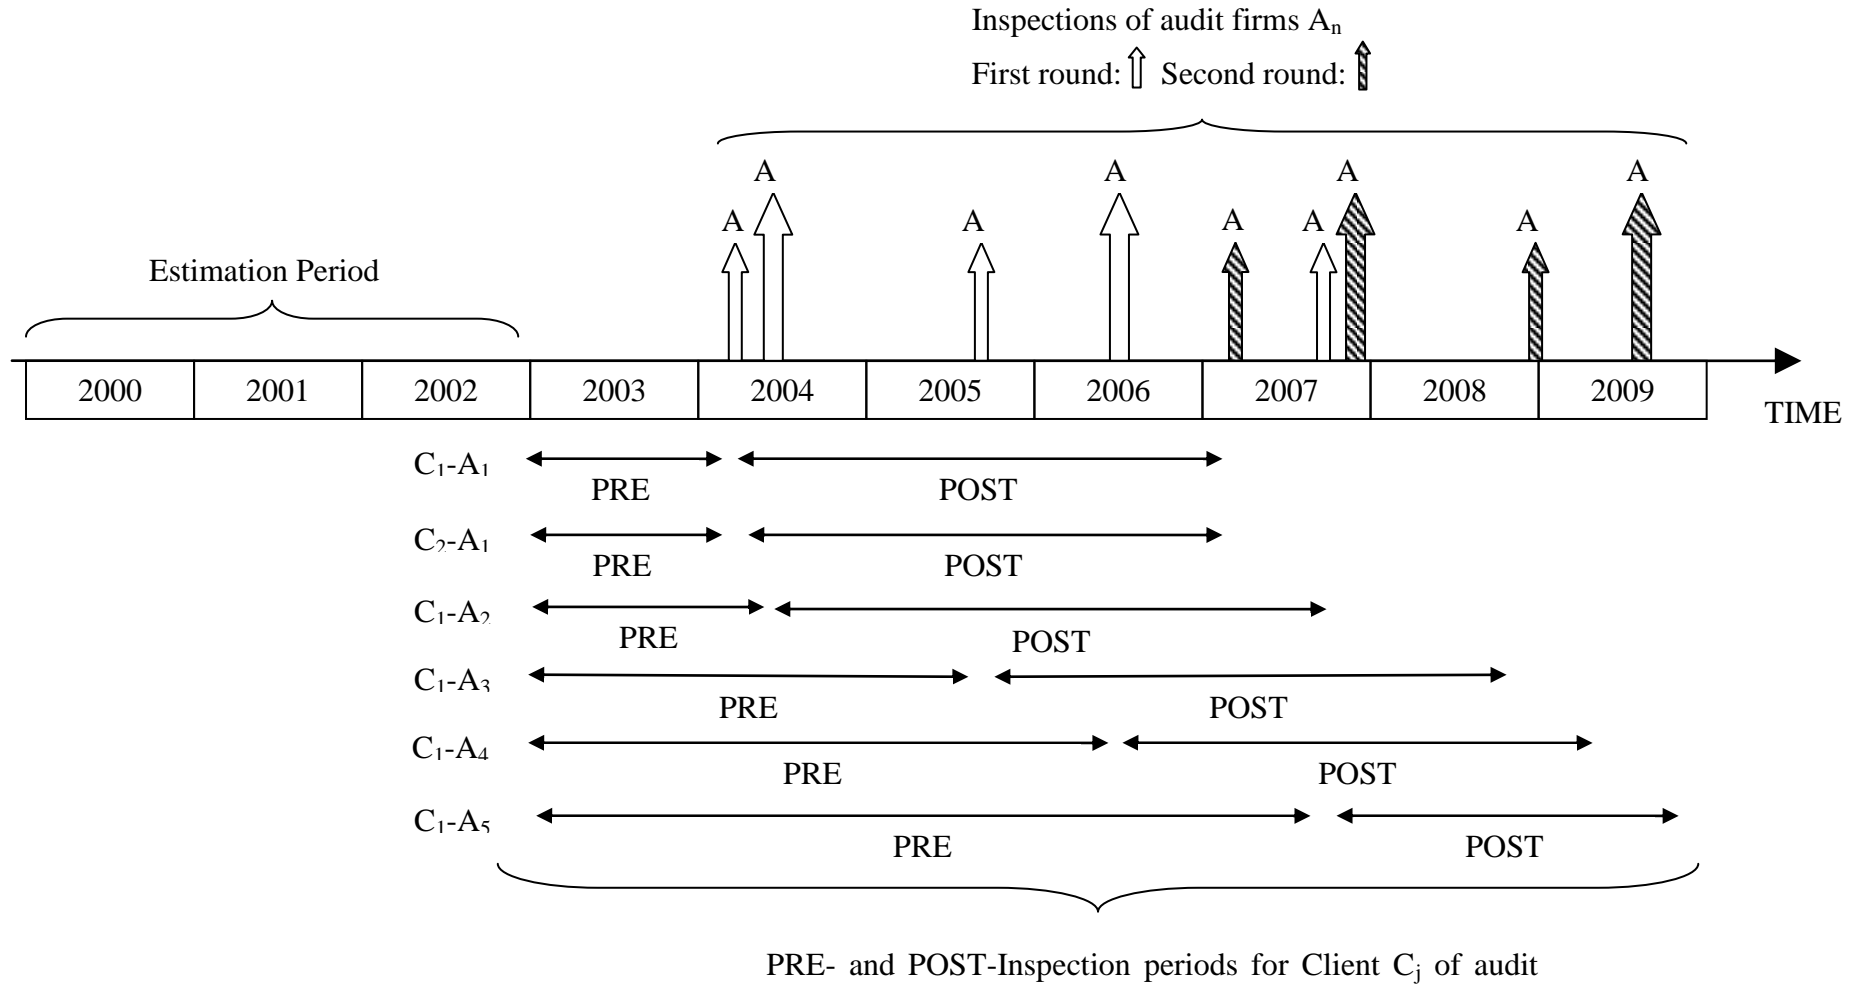 Inspections of audit firms Aₙ
First round: Second round:
A A A A A
A A A A A
Estimation Period
2000 2001 2002 2003 2004 2005 2006 2007 2008 2009
TIME
C₁-A₁
PRE POST
C₂-A₁
PRE POST
C₁-A₂
PRE POST
C₁-A₃
PRE POST
C₁-A₄
PRE POST
C₁-A₅
PRE POST
PRE- and POST-Inspection periods for Client Cⱼ of audit